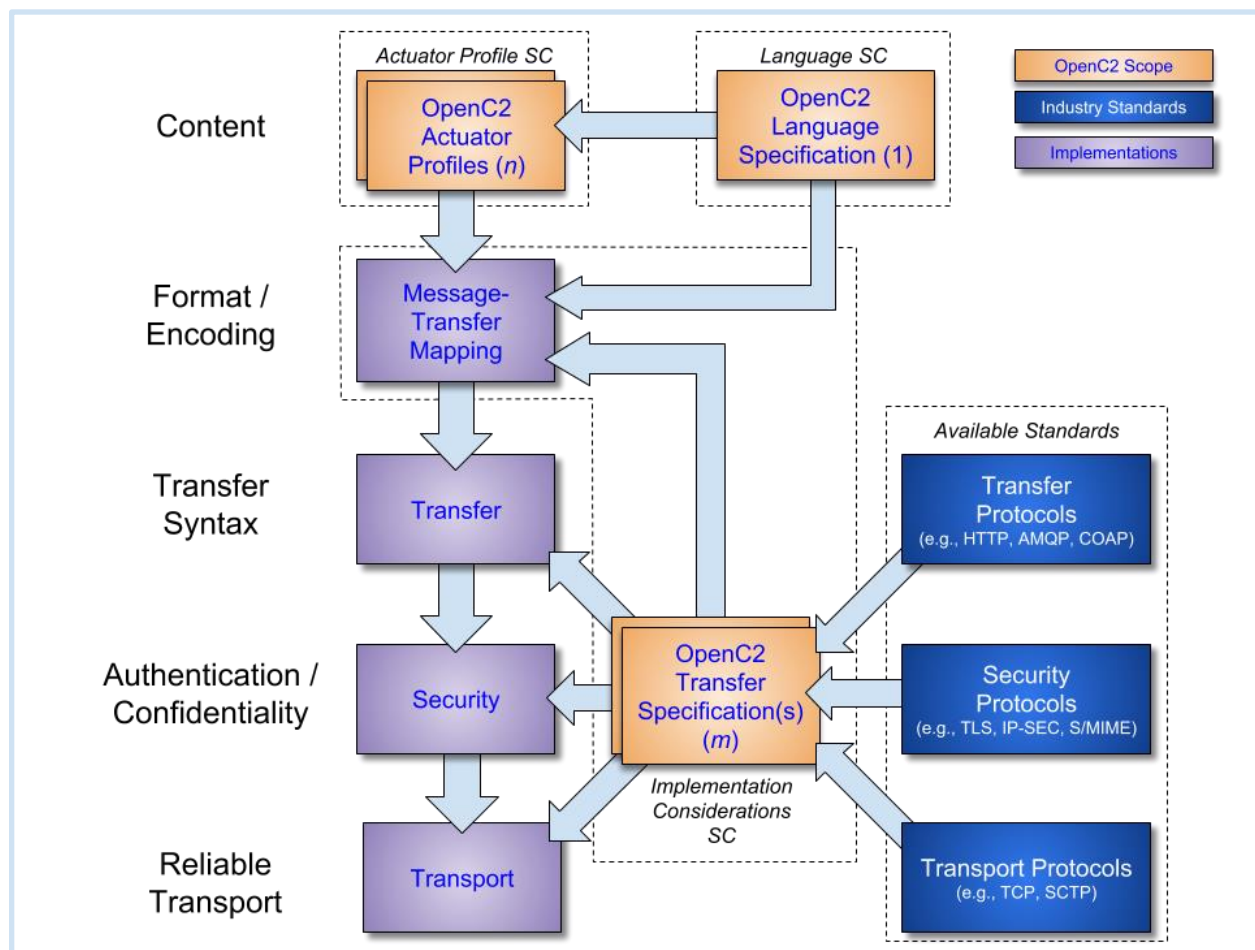 Actuator Profile SC
Language SC
OpenC2 Scope
Industry Standards
Implementations
Content
OpenC2
Actuator
Profiles (n)
OpenC2
Language
Specification (1)
Format /
Encoding
Message-
Transfer
Mapping
Available Standards
Transfer
Syntax
Transfer
Transfer
Protocols
(e.g., HTTP, AMQP, COAP)
Authentication /
Confidentiality
Security
OpenC2
Transfer
Specification(s)
(m)
Security
Protocols
(e.g., TLS, IP-SEC, S/MIME)
Implementation
Considerations
SC
Reliable
Transport
Transport
Transport Protocols
(e.g., TCP, SCTP)